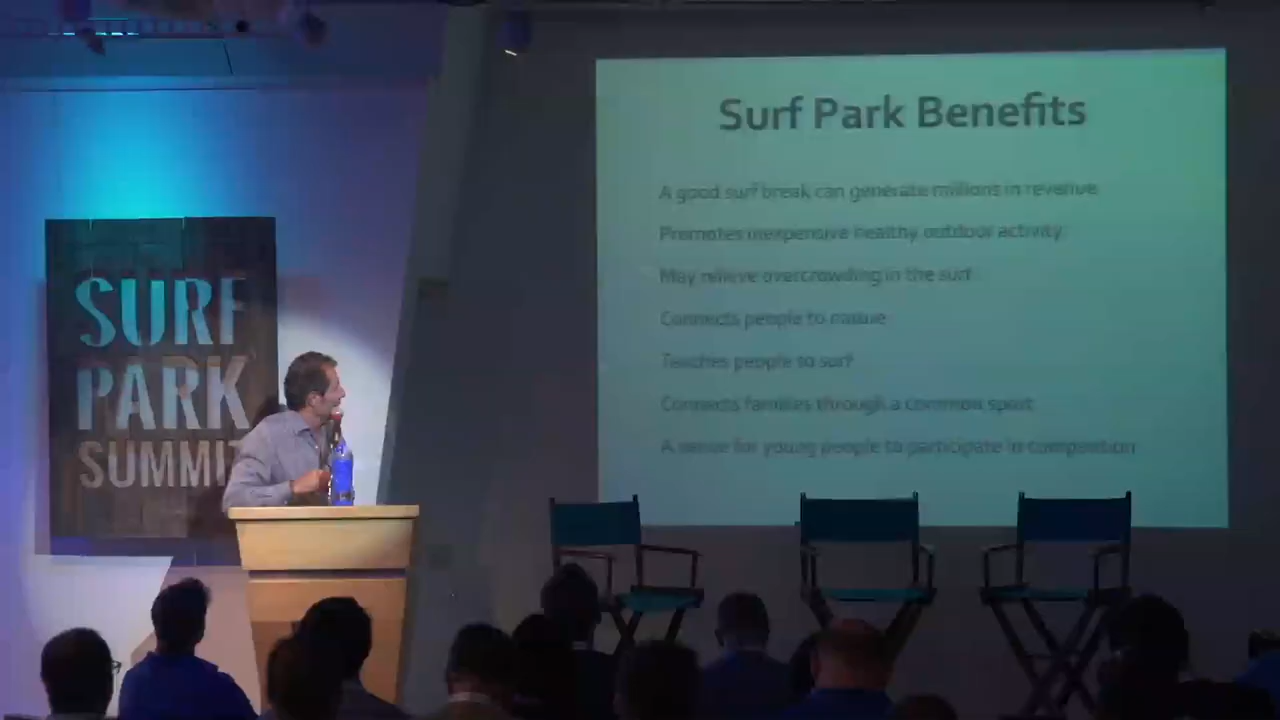 SURF
PARK
SUMMIT
Surf Park Benefits
A good surf break can generate millions in revenue
Promotes inexpensive healthy outdoor activity
May relieve overcrowding in the surf
Connects people to nature
Teaches people to surf
Connects families through a common sport
A venue for young people to participate in competition